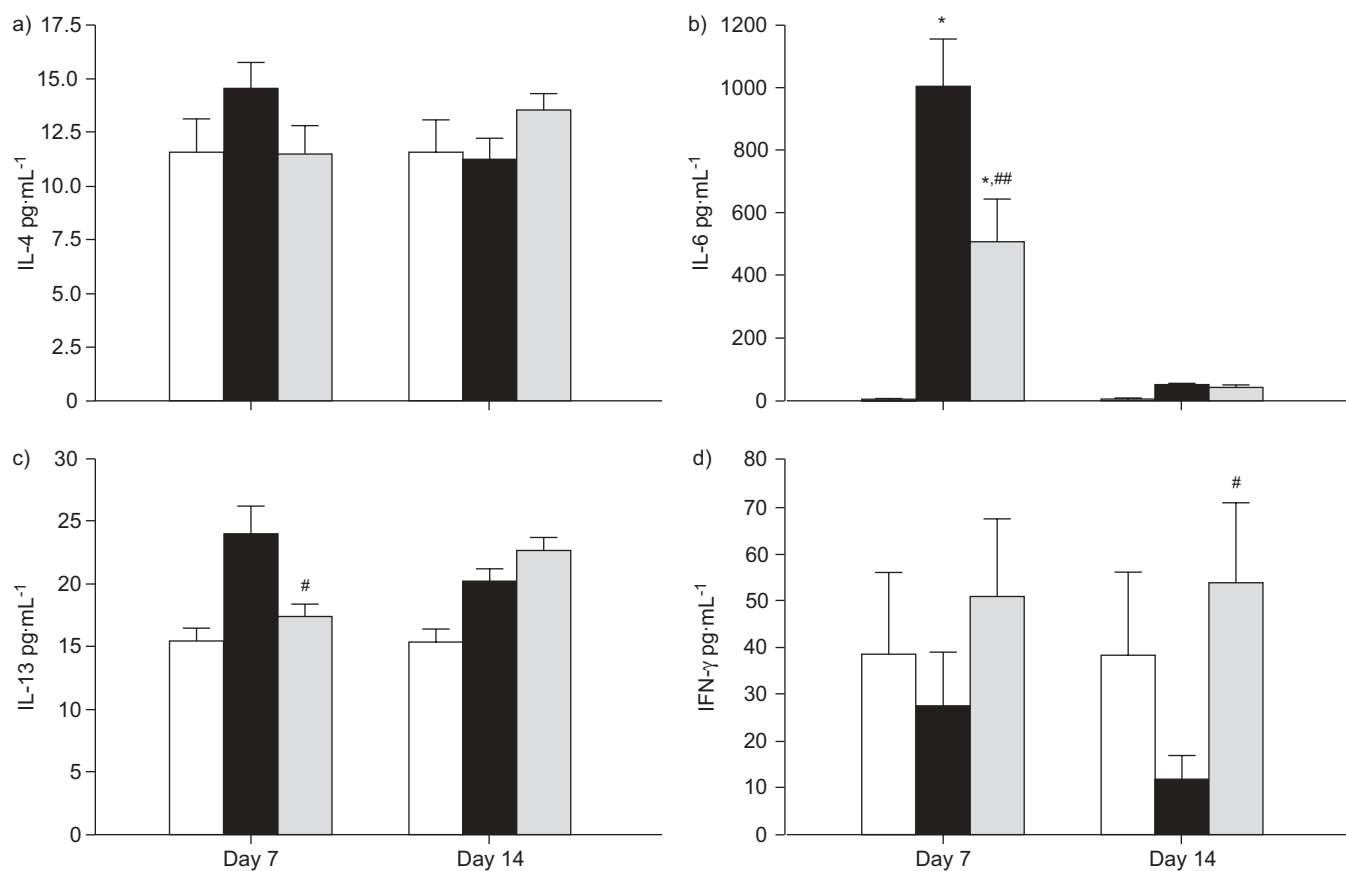 a)
17.5
15.0
12.5
10.0
7.5
5.0
2.5
0
IL-4 pg·mL⁻¹
b)
1200
1000
800
600
400
200
0
IL-6 pg·mL⁻¹
*
*,##
c)
30
25
20
15
10
5
0
IL-13 pg·mL⁻¹
#
Day 7
Day 14
d)
80
70
60
50
40
30
20
10
0
IFN-γ pg·mL⁻¹
#
Day 7
Day 14